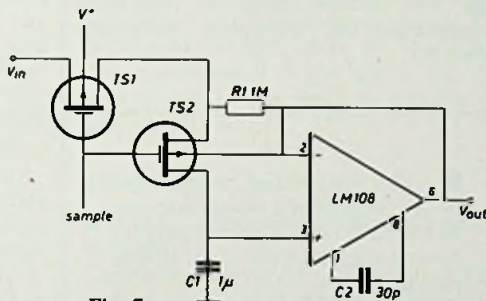 V+
Vin
TS1
TS2
R1 1M
2
-
LM108
6
Vout
sample
3
+
1
8
C1
1µ
C2
30p